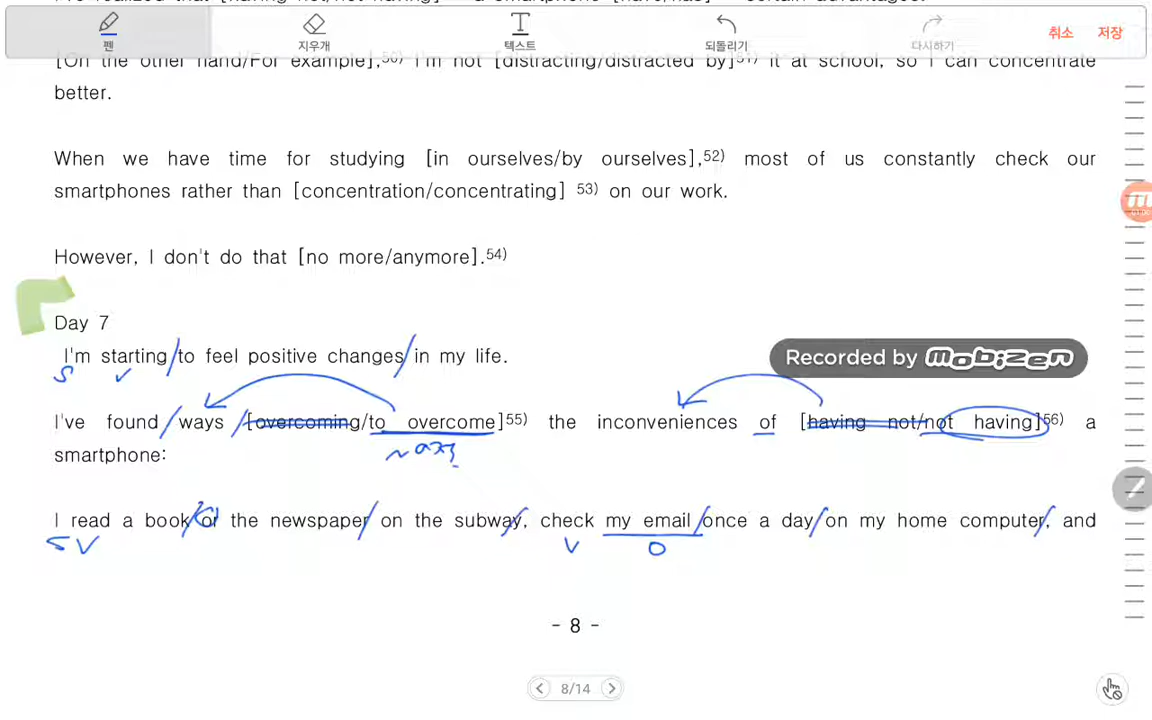 펜 지우개 텍스트 되돌리기 다시하기 취소 저장
[On the other hand/For example],50) I'm not [distracting/distracted by]51) it at school, so I can concentrate
better.
When we have time for studying [in ourselves/by ourselves],52) most of us constantly check our
smartphones rather than [concentration/concentrating] 53) on our work.
However, I don't do that [no more/anymore].54)
Day 7
I'm starting to feel positive changes in my life.
S V
Recorded by mobizen
I've found ways [overcoming/to overcome]55) the inconveniences of [having not/not having]56) a
smartphone:
I read a book or the newspaper on the subway, check my email once a day on my home computer, and
S V V O
- 8 -
8/14